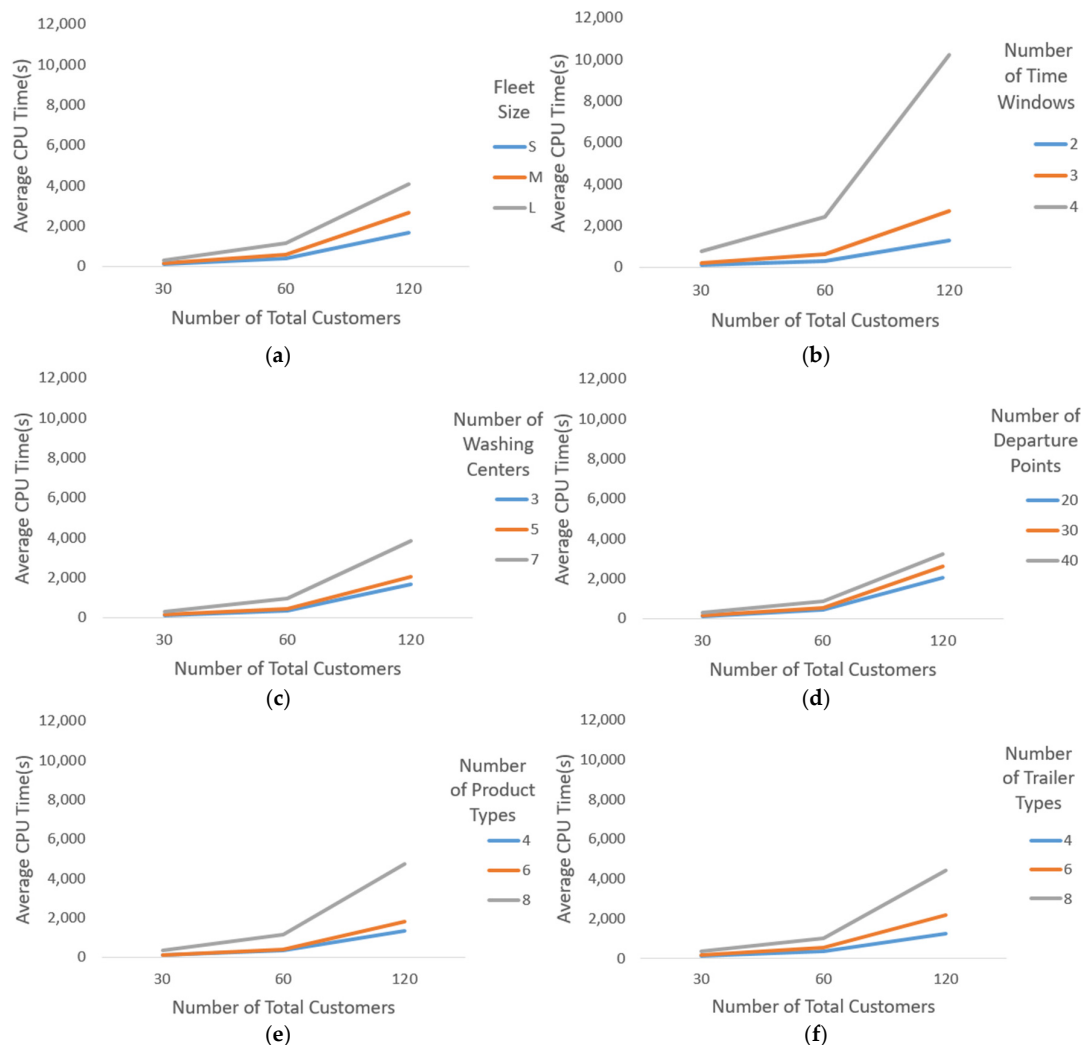 12,000
10,000
8,000
6,000
4,000
2,000
0
Average CPU Time(s)
30 60 120
Number of Total Customers
Fleet
Size
S
M
L
(a)
12,000
10,000
8,000
6,000
4,000
2,000
0
Average CPU Time(s)
30 60 120
Number of Total Customers
Number
of Time
Windows
2
3
4
(b)
12,000
10,000
8,000
6,000
4,000
2,000
0
Average CPU Time(s)
30 60 120
Number of Total Customers
Number of
Washing
Centers
3
5
7
(c)
12,000
10,000
8,000
6,000
4,000
2,000
0
Average CPU Time(s)
30 60 120
Number of Total Customers
Number of
Departure
Points
20
30
40
(d)
12,000
10,000
8,000
6,000
4,000
2,000
0
Average CPU Time(s)
30 60 120
Number of Total Customers
Number
of Product
Types
4
6
8
(e)
12,000
10,000
8,000
6,000
4,000
2,000
0
Average CPU Time(s)
30 60 120
Number of Total Customers
Number
of Trailer
Types
4
6
8
(f)